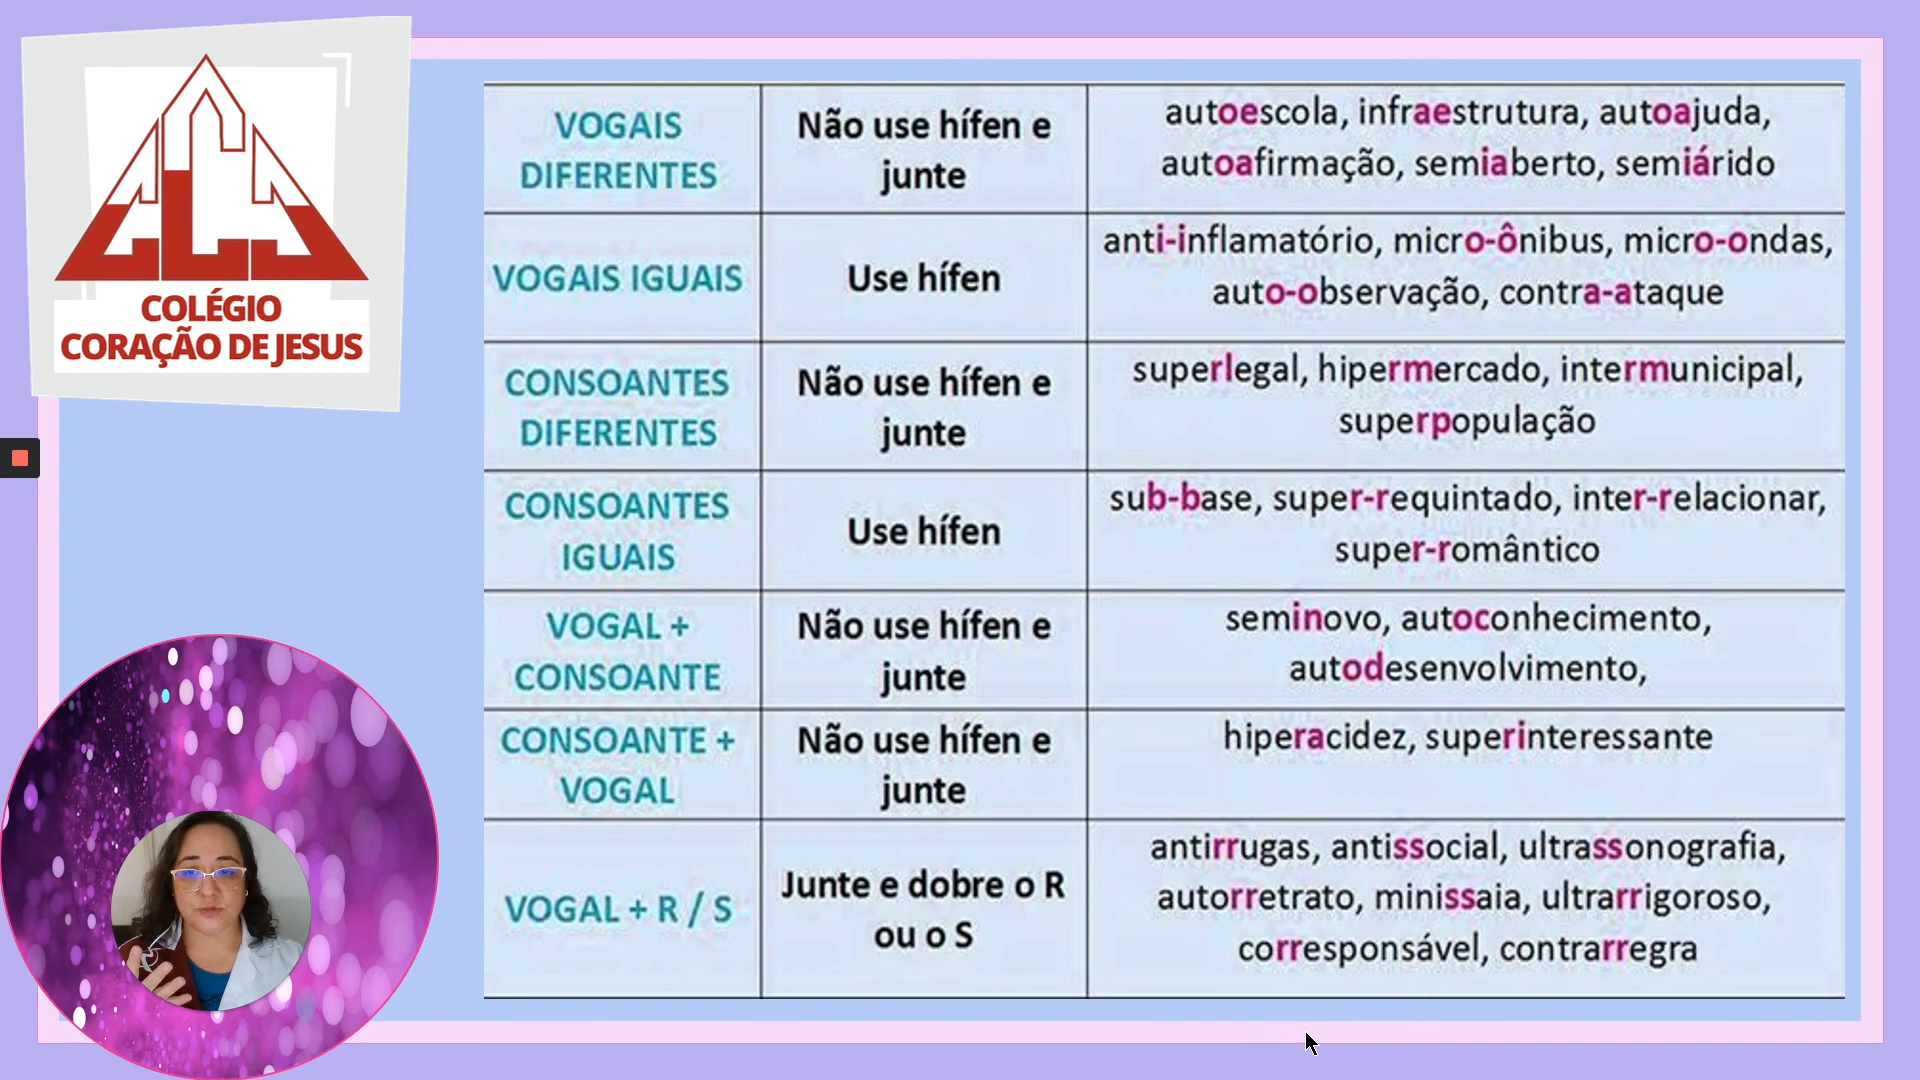 COLÉGIO
CORAÇÃO DE JESUS
VOGAIS
DIFERENTES
Não use hífen e
junte
autoescola, infraestrutura, autoajuda,
autoafirmação, semiaberto, semiárido
VOGAIS IGUAIS
Use hífen
anti-inflamatório, micro-ônibus, micro-ondas,
auto-observação, contra-ataque
CONSOANTES
DIFERENTES
Não use hífen e
junte
superlegal, hipermercado, intermunicipal,
superpopulação
CONSOANTES
IGUAIS
Use hífen
sub-base, super-requintado, inter-relacionar,
super-romântico
VOGAL +
CONSOANTE
Não use hífen e
junte
seminovo, autoconhecimento,
autodesenvolvimento,
CONSOANTE +
VOGAL
Não use hífen e
junte
hiperacidez, superinteressante
VOGAL + R / S
Junte e dobre o R
ou o S
antirrugas, antissocial, ultrassonografia,
autorretrato, minissaia, ultrarrigoroso,
corresponsável, contrarregra